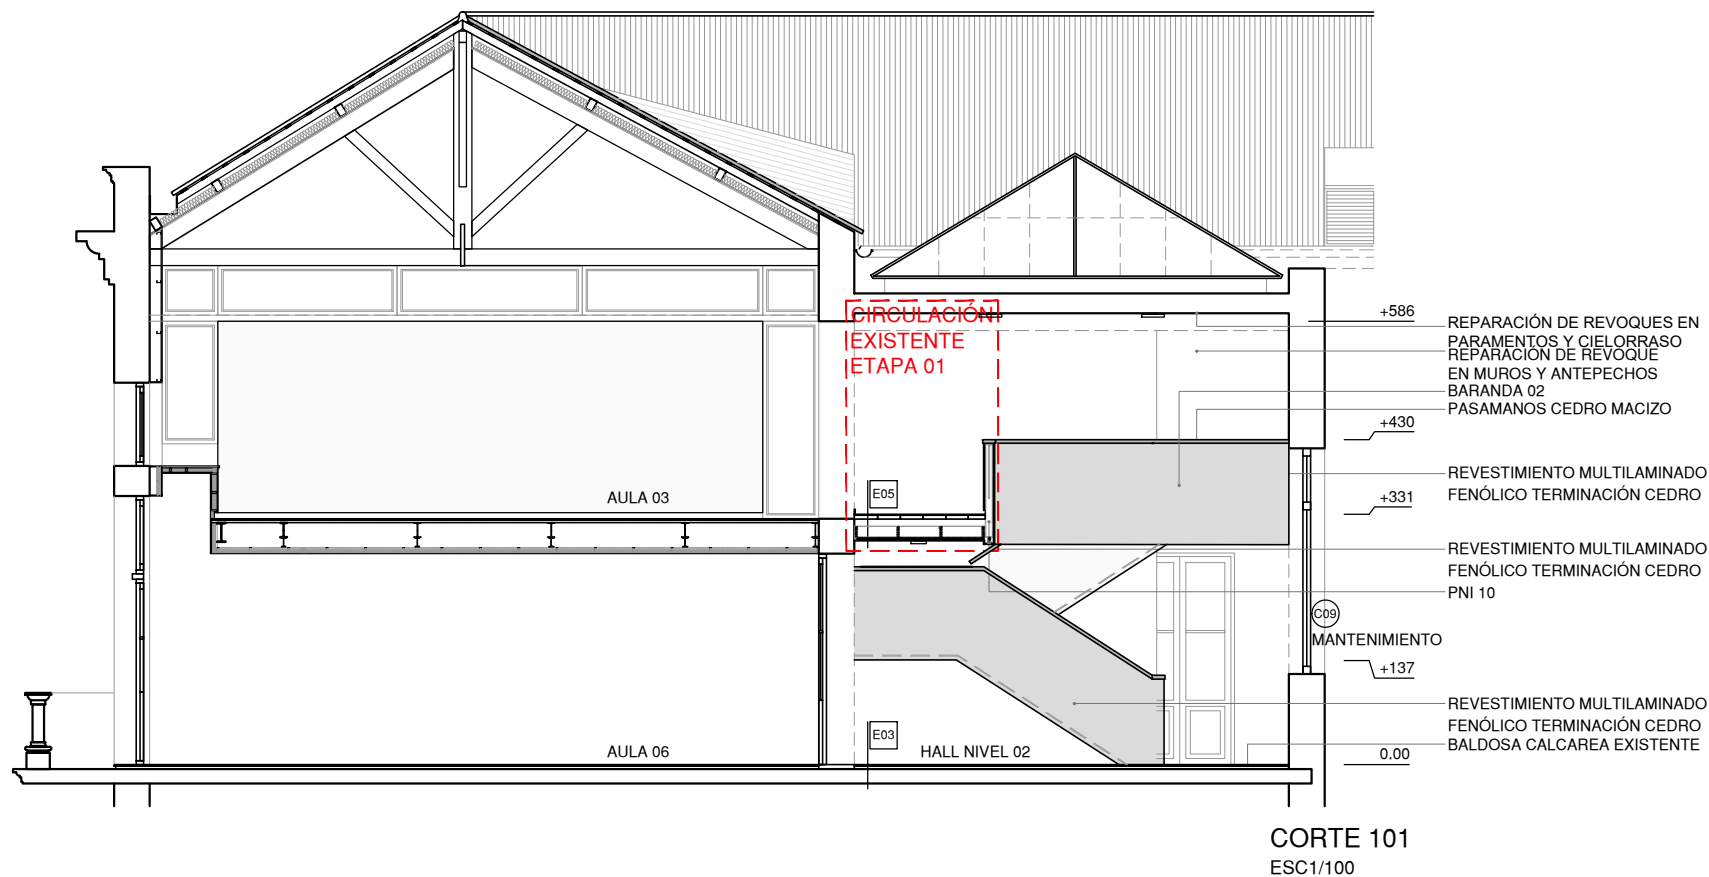 CIRCULACIÓN
EXISTENTE
ETAPA 01
+586
REPARACIÓN DE REVOQUES EN
PARAMENTOS Y CIELORRASO
REPARACIÓN DE REVOQUE
EN MUROS Y ANTEPECHOS
BARANDA 02
PASAMANOS CEDRO MACIZO
+430
REVESTIMIENTO MULTILAMINADO
FENÓLICO TERMINACIÓN CEDRO
AULA 03
E05
+331
REVESTIMIENTO MULTILAMINADO
FENÓLICO TERMINACIÓN CEDRO
PNI 10
C09
MANTENIMIENTO
+137
REVESTIMIENTO MULTILAMINADO
FENÓLICO TERMINACIÓN CEDRO
BALDOSA CALCAREA EXISTENTE
AULA 06
E03
HALL NIVEL 02
0.00
CORTE 101
ESC1/100